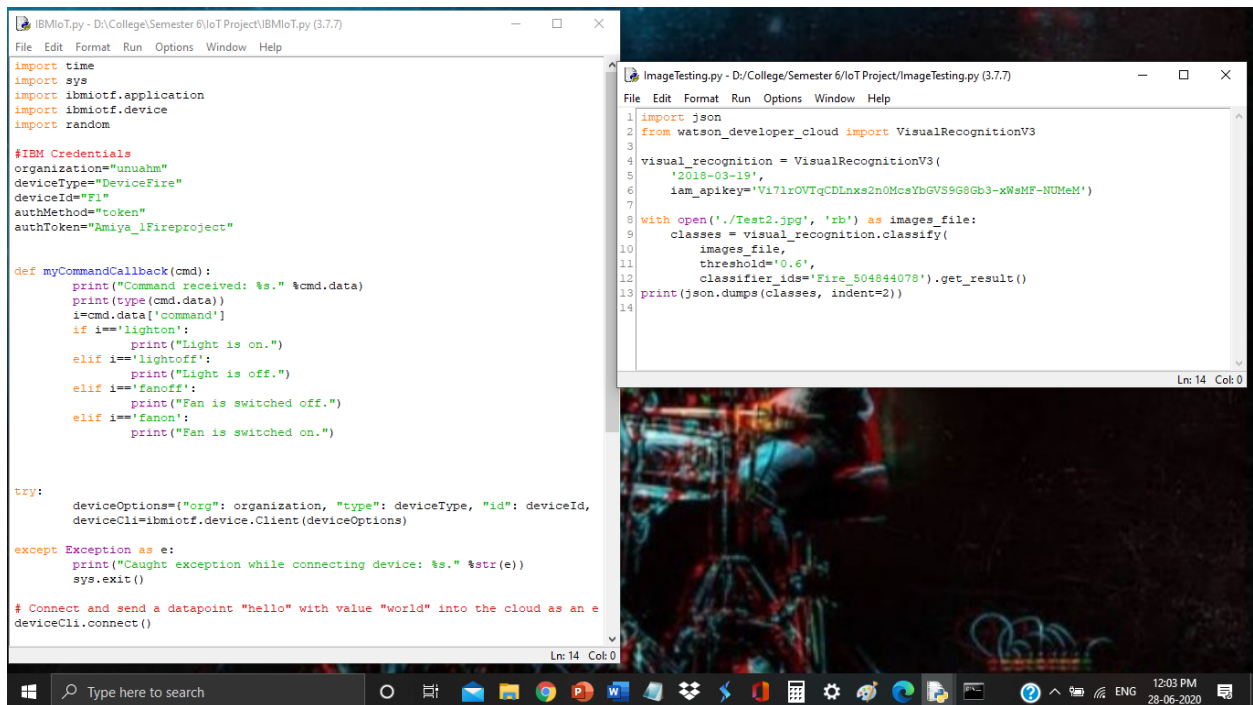 IBMIoT.py - D:\College\Semester 6\IoT Project\IBMIoT.py (3.7.7)
File Edit Format Run Options Window Help
import time
import sys
import ibmiotf.application
import ibmiotf.device
import random
#IBM Credentials
organization="unuahm"
deviceType="DeviceFire"
deviceId="F1"
authMethod="token"
authToken="Amiya_1Fireproject"
def myCommandCallback(cmd):
        print("Command received: %s." %cmd.data)
        print(type(cmd.data))
        i=cmd.data['command']
        if i=='lighton':
                print("Light is on.")
        elif i=='lightoff':
                print("Light is off.")
        elif i=='fanoff':
                print("Fan is switched off.")
        elif i=='fanon':
                print("Fan is switched on.")
try:
        deviceOptions={"org": organization, "type": deviceType, "id": deviceId,
        deviceCli=ibmiotf.device.Client(deviceOptions)
except Exception as e:
        print("Caught exception while connecting device: %s." %str(e))
        sys.exit()
# Connect and send a datapoint "hello" with value "world" into the cloud as an e
deviceCli.connect()
Ln: 14 Col: 0
ImageTesting.py - D:/College/Semester 6/IoT Project/ImageTesting.py (3.7.7)
File Edit Format Run Options Window Help
1 import json
2 from watson_developer_cloud import VisualRecognitionV3
3
4 visual_recognition = VisualRecognitionV3(
5     '2018-03-19',
6     iam_apikey='Vi7lrOVTqCDLnxs2n0McsYbGVS9G8Gb3-xWsMF-NUMeM')
7
8 with open('./Test2.jpg', 'rb') as images_file:
9     classes = visual_recognition.classify(
10         images_file,
11         threshold='0.6',
12         classifier_ids='Fire_504844078').get_result()
13 print(json.dumps(classes, indent=2))
14
Ln: 14 Col: 0
Type here to search
ENG
12:03 PM
28-06-2020